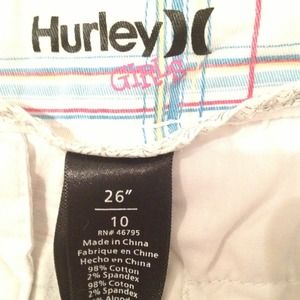 Hurley
Girls
26"
10
RN# 46795
Made in China
Fabrique en Chine
Hecho en China
98% Cotton
2% Spandex
98% Coton
2% Spandex